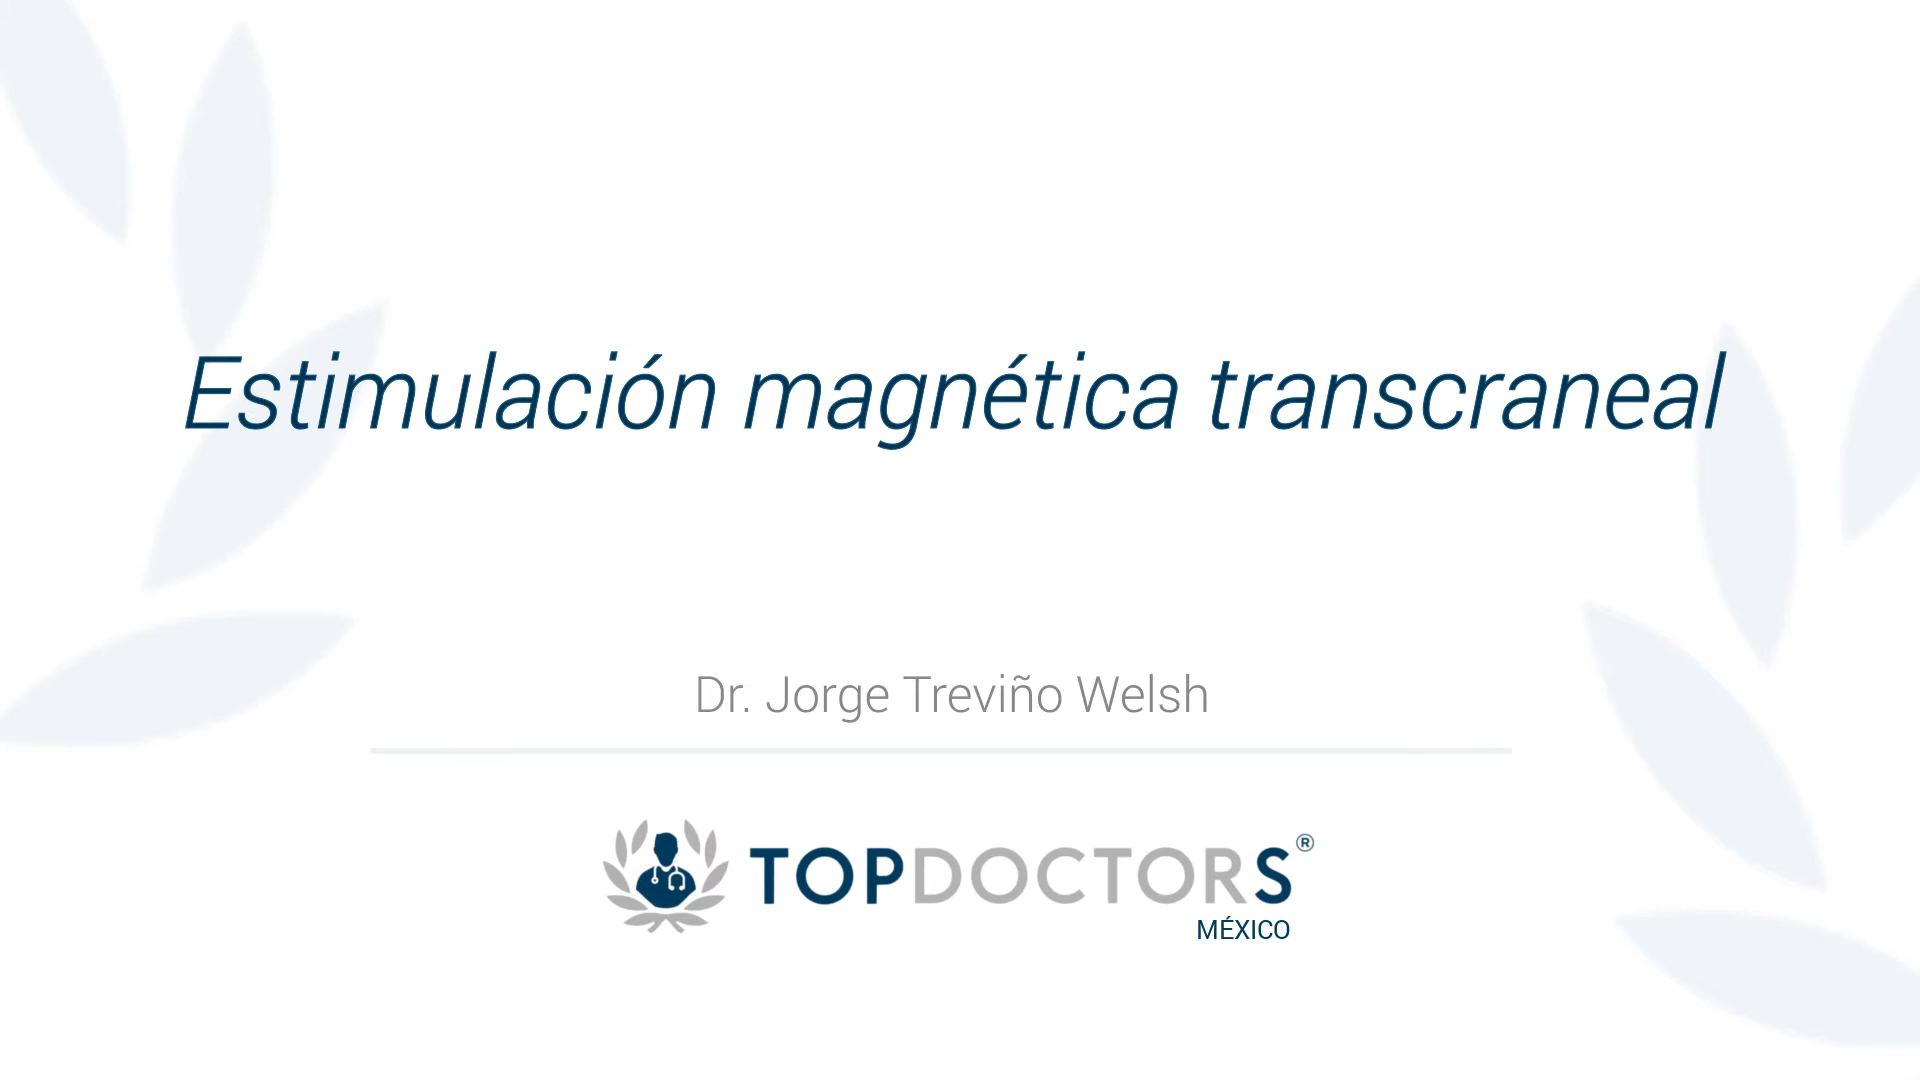 Estimulación magnética transcraneal
Dr. Jorge Treviño Welsh
TOPDOCTORS®
MÉXICO